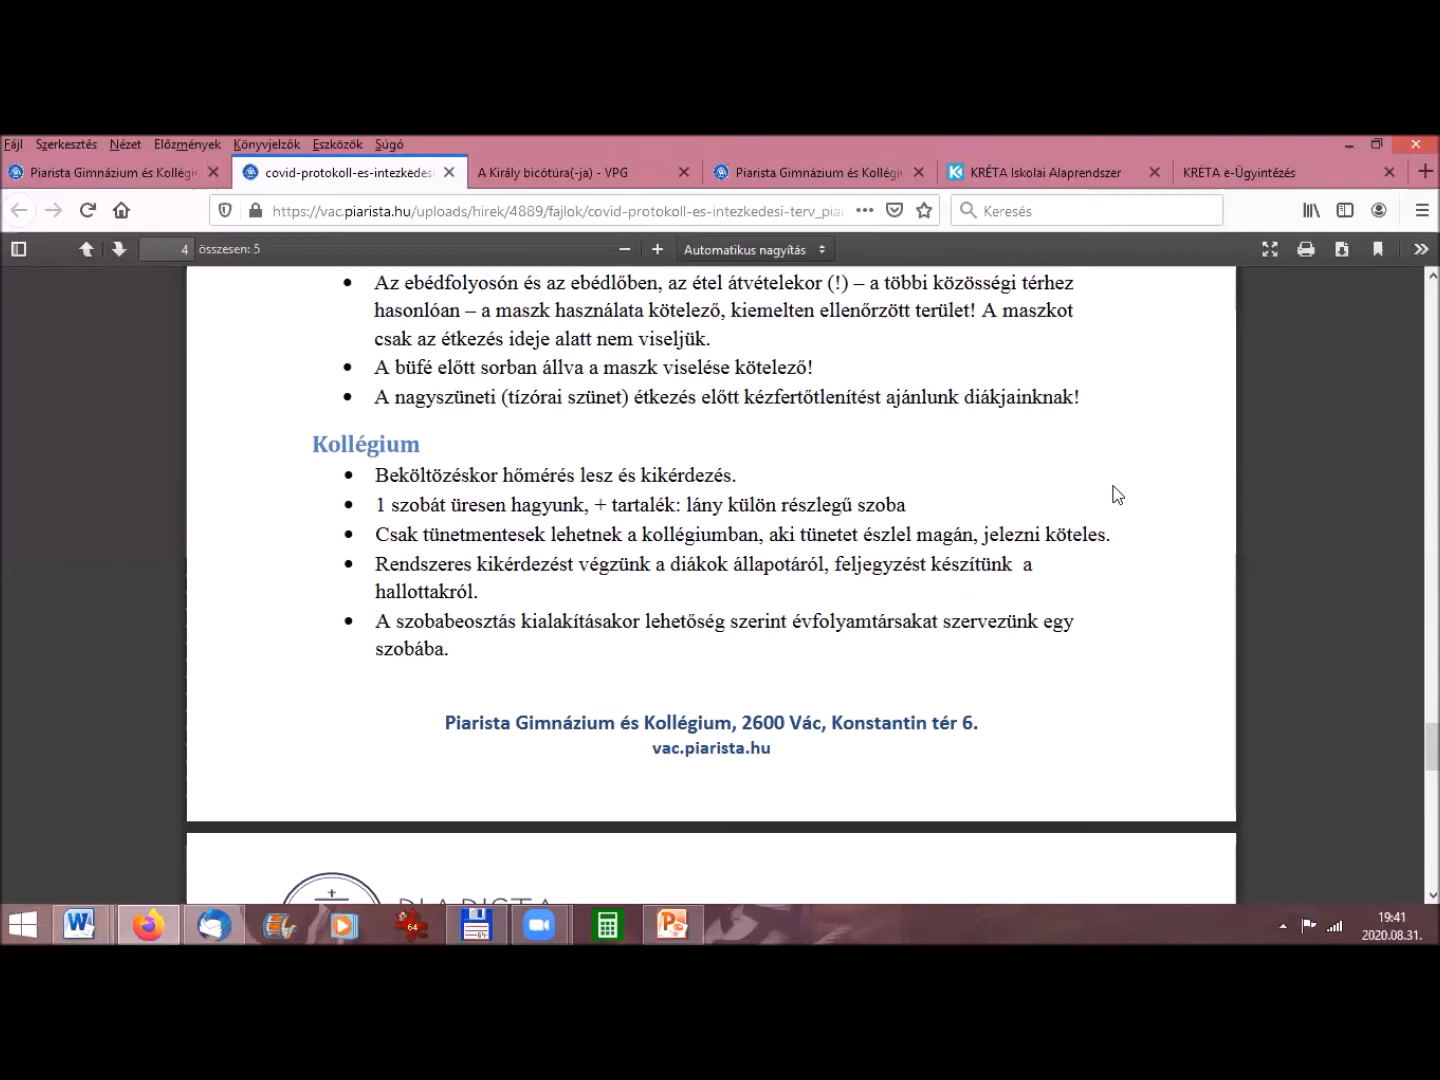 Fájl Szerkesztés Nézet Előzmények Könyvjelzők Eszközök Súgó
Piarista Gimnázium és Kollégi
covid-protokoll-es-intezkedes
A Király bicótúra(-ja) - VPG
Piarista Gimnázium és Kollégi
KRÉTA Iskolai Alaprendszer
KRÉTA e-Ügyintézés
https://vac.piarista.hu/uploads/hirek/4889/fajlok/covid-protokoll-es-intezkedesi-terv_pia
Keresés
4 összesen: 5
Automatikus nagyítás
• Az ebédfolyosón és az ebédlőben, az étel átvételekor (!) – a többi közösségi térhez
hasonlóan – a maszk használata kötelező, kiemelten ellenőrzött terület! A maszkot
csak az étkezés ideje alatt nem viseljük.
• A büfé előtt sorban állva a maszk viselése kötelező!
• A nagyszüneti (tízórai szünet) étkezés előtt kézfertőtlenítést ajánlunk diákjainknak!
Kollégium
• Beköltözéskor hőmérés lesz és kikérdezés.
• 1 szobát üresen hagyunk, + tartalék: lány külön részlegű szoba
• Csak tünetmentesek lehetnek a kollégiumban, aki tünetet észlel magán, jelezni köteles.
• Rendszeres kikérdezést végzünk a diákok állapotáról, feljegyzést készítünk a
hallottakról.
• A szobabeosztás kialakításakor lehetőség szerint évfolyamtársakat szervezünk egy
szobába.
Piarista Gimnázium és Kollégium, 2600 Vác, Konstantin tér 6.
vac.piarista.hu
PIARISTA
64
19:41
2020.08.31.